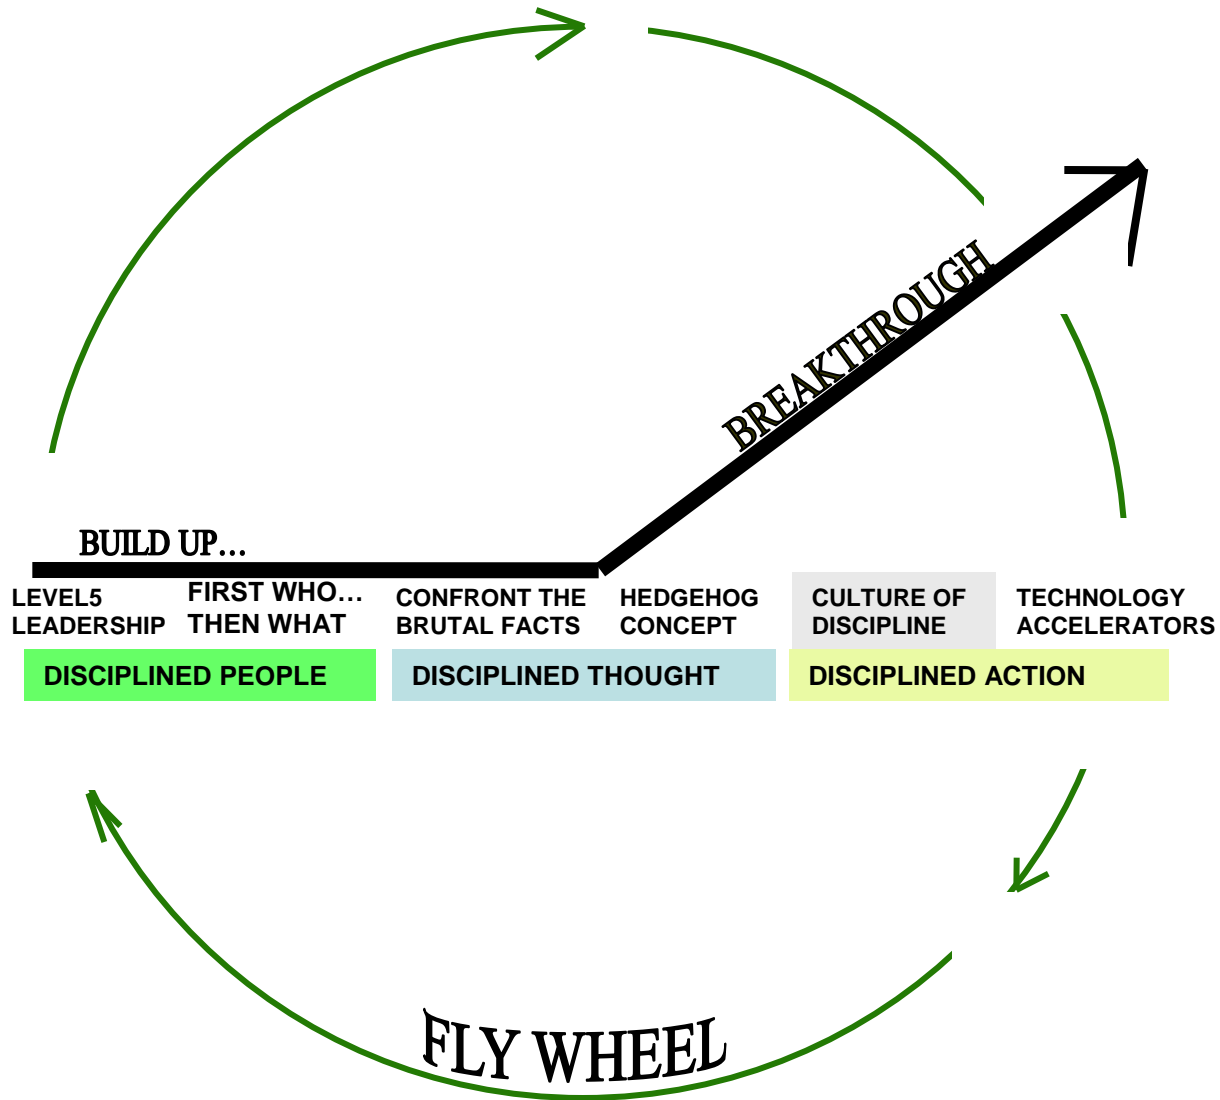 BREAKTHROUGH
BUILD UP...
LEVEL5
LEADERSHIP
FIRST WHO...
THEN WHAT
CONFRONT THE
BRUTAL FACTS
HEDGEHOG
CONCEPT
CULTURE OF
DISCIPLINE
TECHNOLOGY
ACCELERATORS
DISCIPLINED PEOPLE
DISCIPLINED THOUGHT
DISCIPLINED ACTION
FLY WHEEL